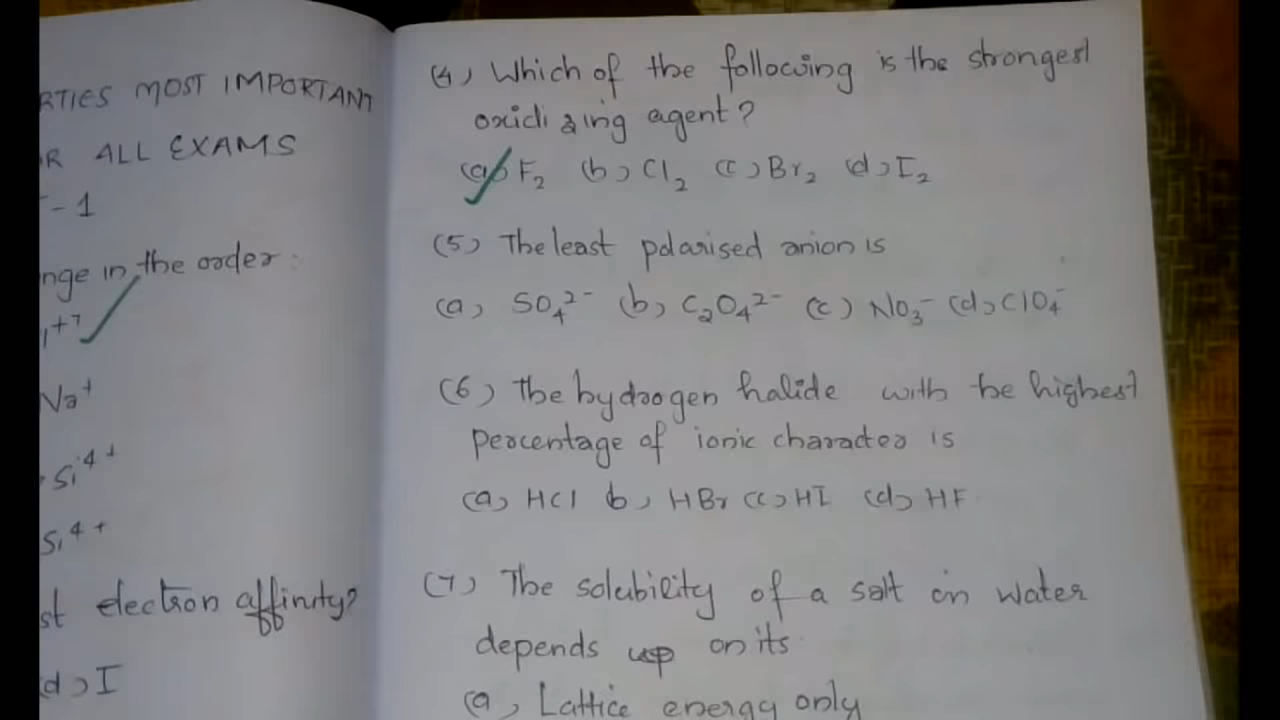 RTIES MOST IMPORTANT
R ALL EXAMS
- 1
nge in the order :
Na+
Si4+
Si4+
st electron affinity?
d) I
(4) Which of the following is the strongest
oxidizing agent?
(a) F2 (b) Cl2 (c) Br2 (d) I2
(5) The least polarised anion is
(a) SO4^2- (b) C2O4^2- (c) NO3^- (d) ClO4^-
(6) The hydrogen halide with be highest
percentage of ionic character is
(a) HCl b) HBr (c) HI (d) HF
(7) The solubility of a salt in water
depends up on its
(a) Lattice energy only